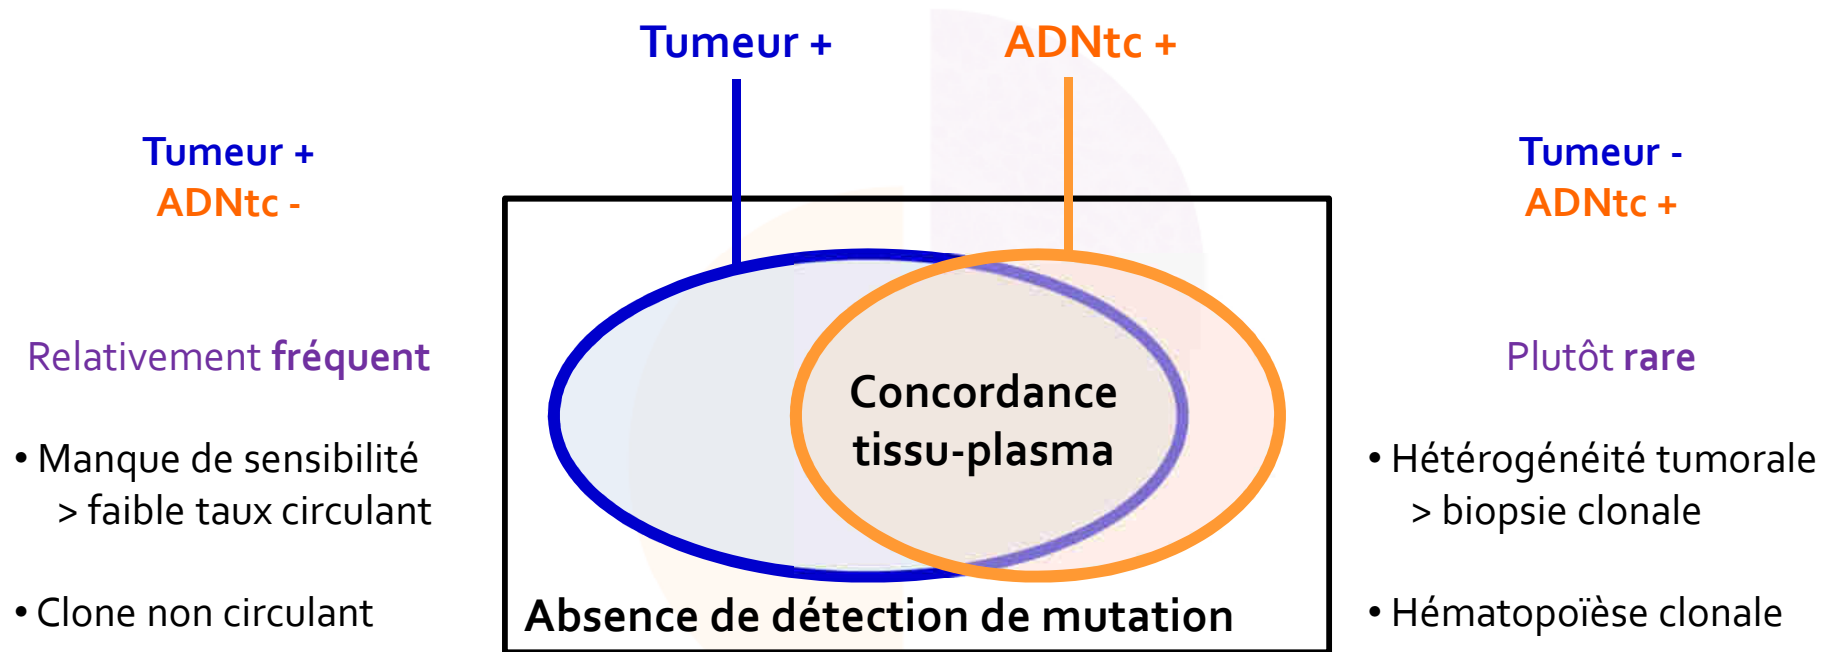 Tumeur +
ADNtc +
Tumeur +
ADNtc -
Relativement fréquent
• Manque de sensibilité
> faible taux circulant
• Clone non circulant
Concordance
tissu-plasma
Absence de détection de mutation
Tumeur -
ADNtc +
Plutôt rare
• Hétérogénéité tumorale
> biopsie clonale
• Hématopoïèse clonale